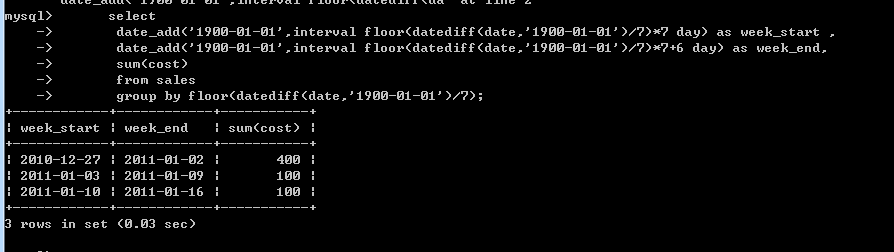 date_add('1900-01-01',interval floor(datediff(da' at line 2
mysql> select
-> date_add('1900-01-01',interval floor(datediff(date,'1900-01-01')/7)*7 day) as week_start ,
-> date_add('1900-01-01',interval floor(datediff(date,'1900-01-01')/7)*7+6 day) as week_end,
-> sum(cost)
-> from sales
-> group by floor(datediff(date,'1900-01-01')/7);
+------------+------------+-----------+
| week_start | week_end | sum(cost) |
+------------+------------+-----------+
| 2010-12-27 | 2011-01-02 | 400 |
| 2011-01-03 | 2011-01-09 | 100 |
| 2011-01-10 | 2011-01-16 | 100 |
+------------+------------+-----------+
3 rows in set (0.03 sec)